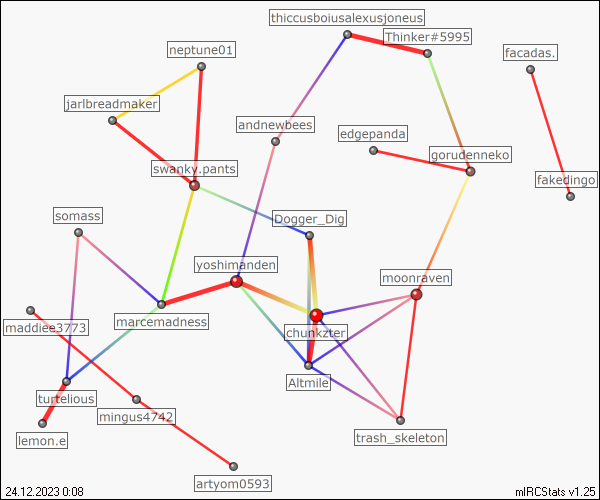 thiccusboiusalexusjoneus
Thinker#5995
neptune01
facadas.
jarlbreadmaker
andnewbees
edgepanda
gorudenneko
swanky.pants
fakedingo
somass
Dogger_Dig
yoshimanden
moonraven
marcemadness
maddiee3773
chunkzter
Altmile
turtelious
mingus4742
lemon.e
trash_skeleton
artyom0593
24.12.2023 0:08
mIRCStats v1.25